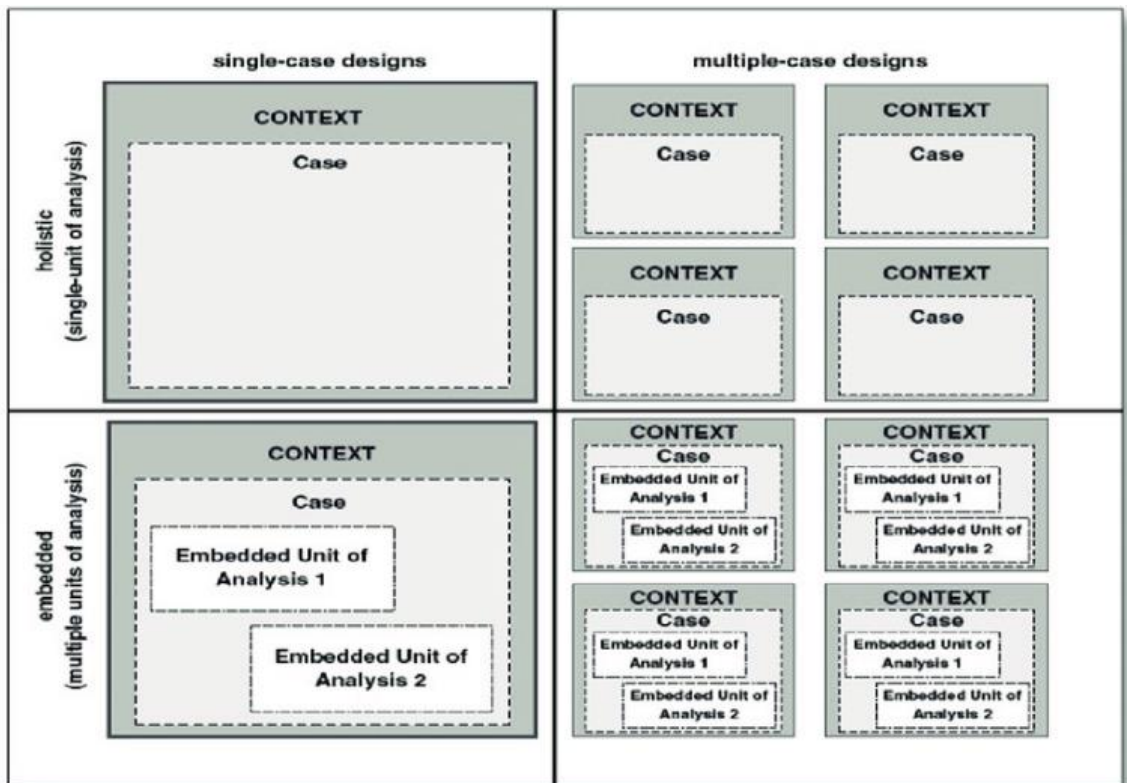 single-case designs
multiple-case designs
holistic
(single-unit of analysis)
CONTEXT
Case
CONTEXT
Case
CONTEXT
Case
CONTEXT
Case
CONTEXT
Case
embedded
(multiple units of analysis)
CONTEXT
Case
Embedded Unit of
Analysis 1
Embedded Unit of
Analysis 2
CONTEXT
Case
Embedded Unit of
Analysis 1
Embedded Unit of
Analysis 2
CONTEXT
Case
Embedded Unit of
Analysis 1
Embedded Unit of
Analysis 2
CONTEXT
Case
Embedded Unit of
Analysis 1
Embedded Unit of
Analysis 2
CONTEXT
Case
Embedded Unit of
Analysis 1
Embedded Unit of
Analysis 2